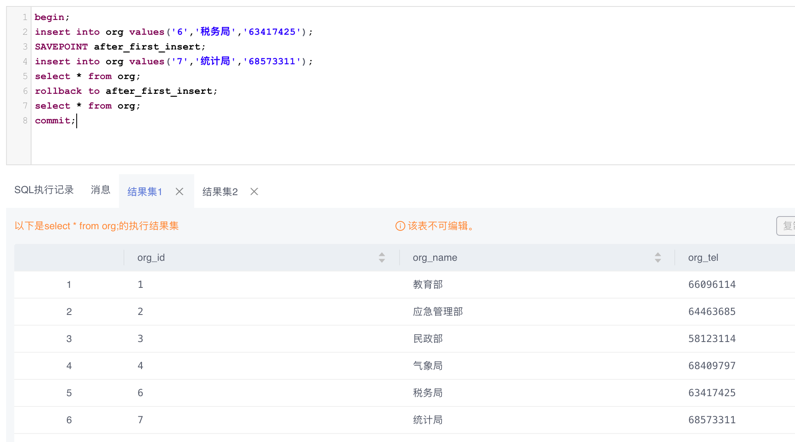 1 begin;
2 insert into org values('6','税务局','63417425');
3 SAVEPOINT after_first_insert;
4 insert into org values('7','统计局','68573311');
5 select * from org;
6 rollback to after_first_insert;
7 select * from org;
8 commit;
SQL执行记录 消息 结果集1 结果集2
以下是select * from org;的执行结果集 该表不可编辑。
org_id org_name org_tel
1 1 教育部 66096114
2 2 应急管理部 64463685
3 3 民政部 58123114
4 4 气象局 68409797
5 6 税务局 63417425
6 7 统计局 68573311